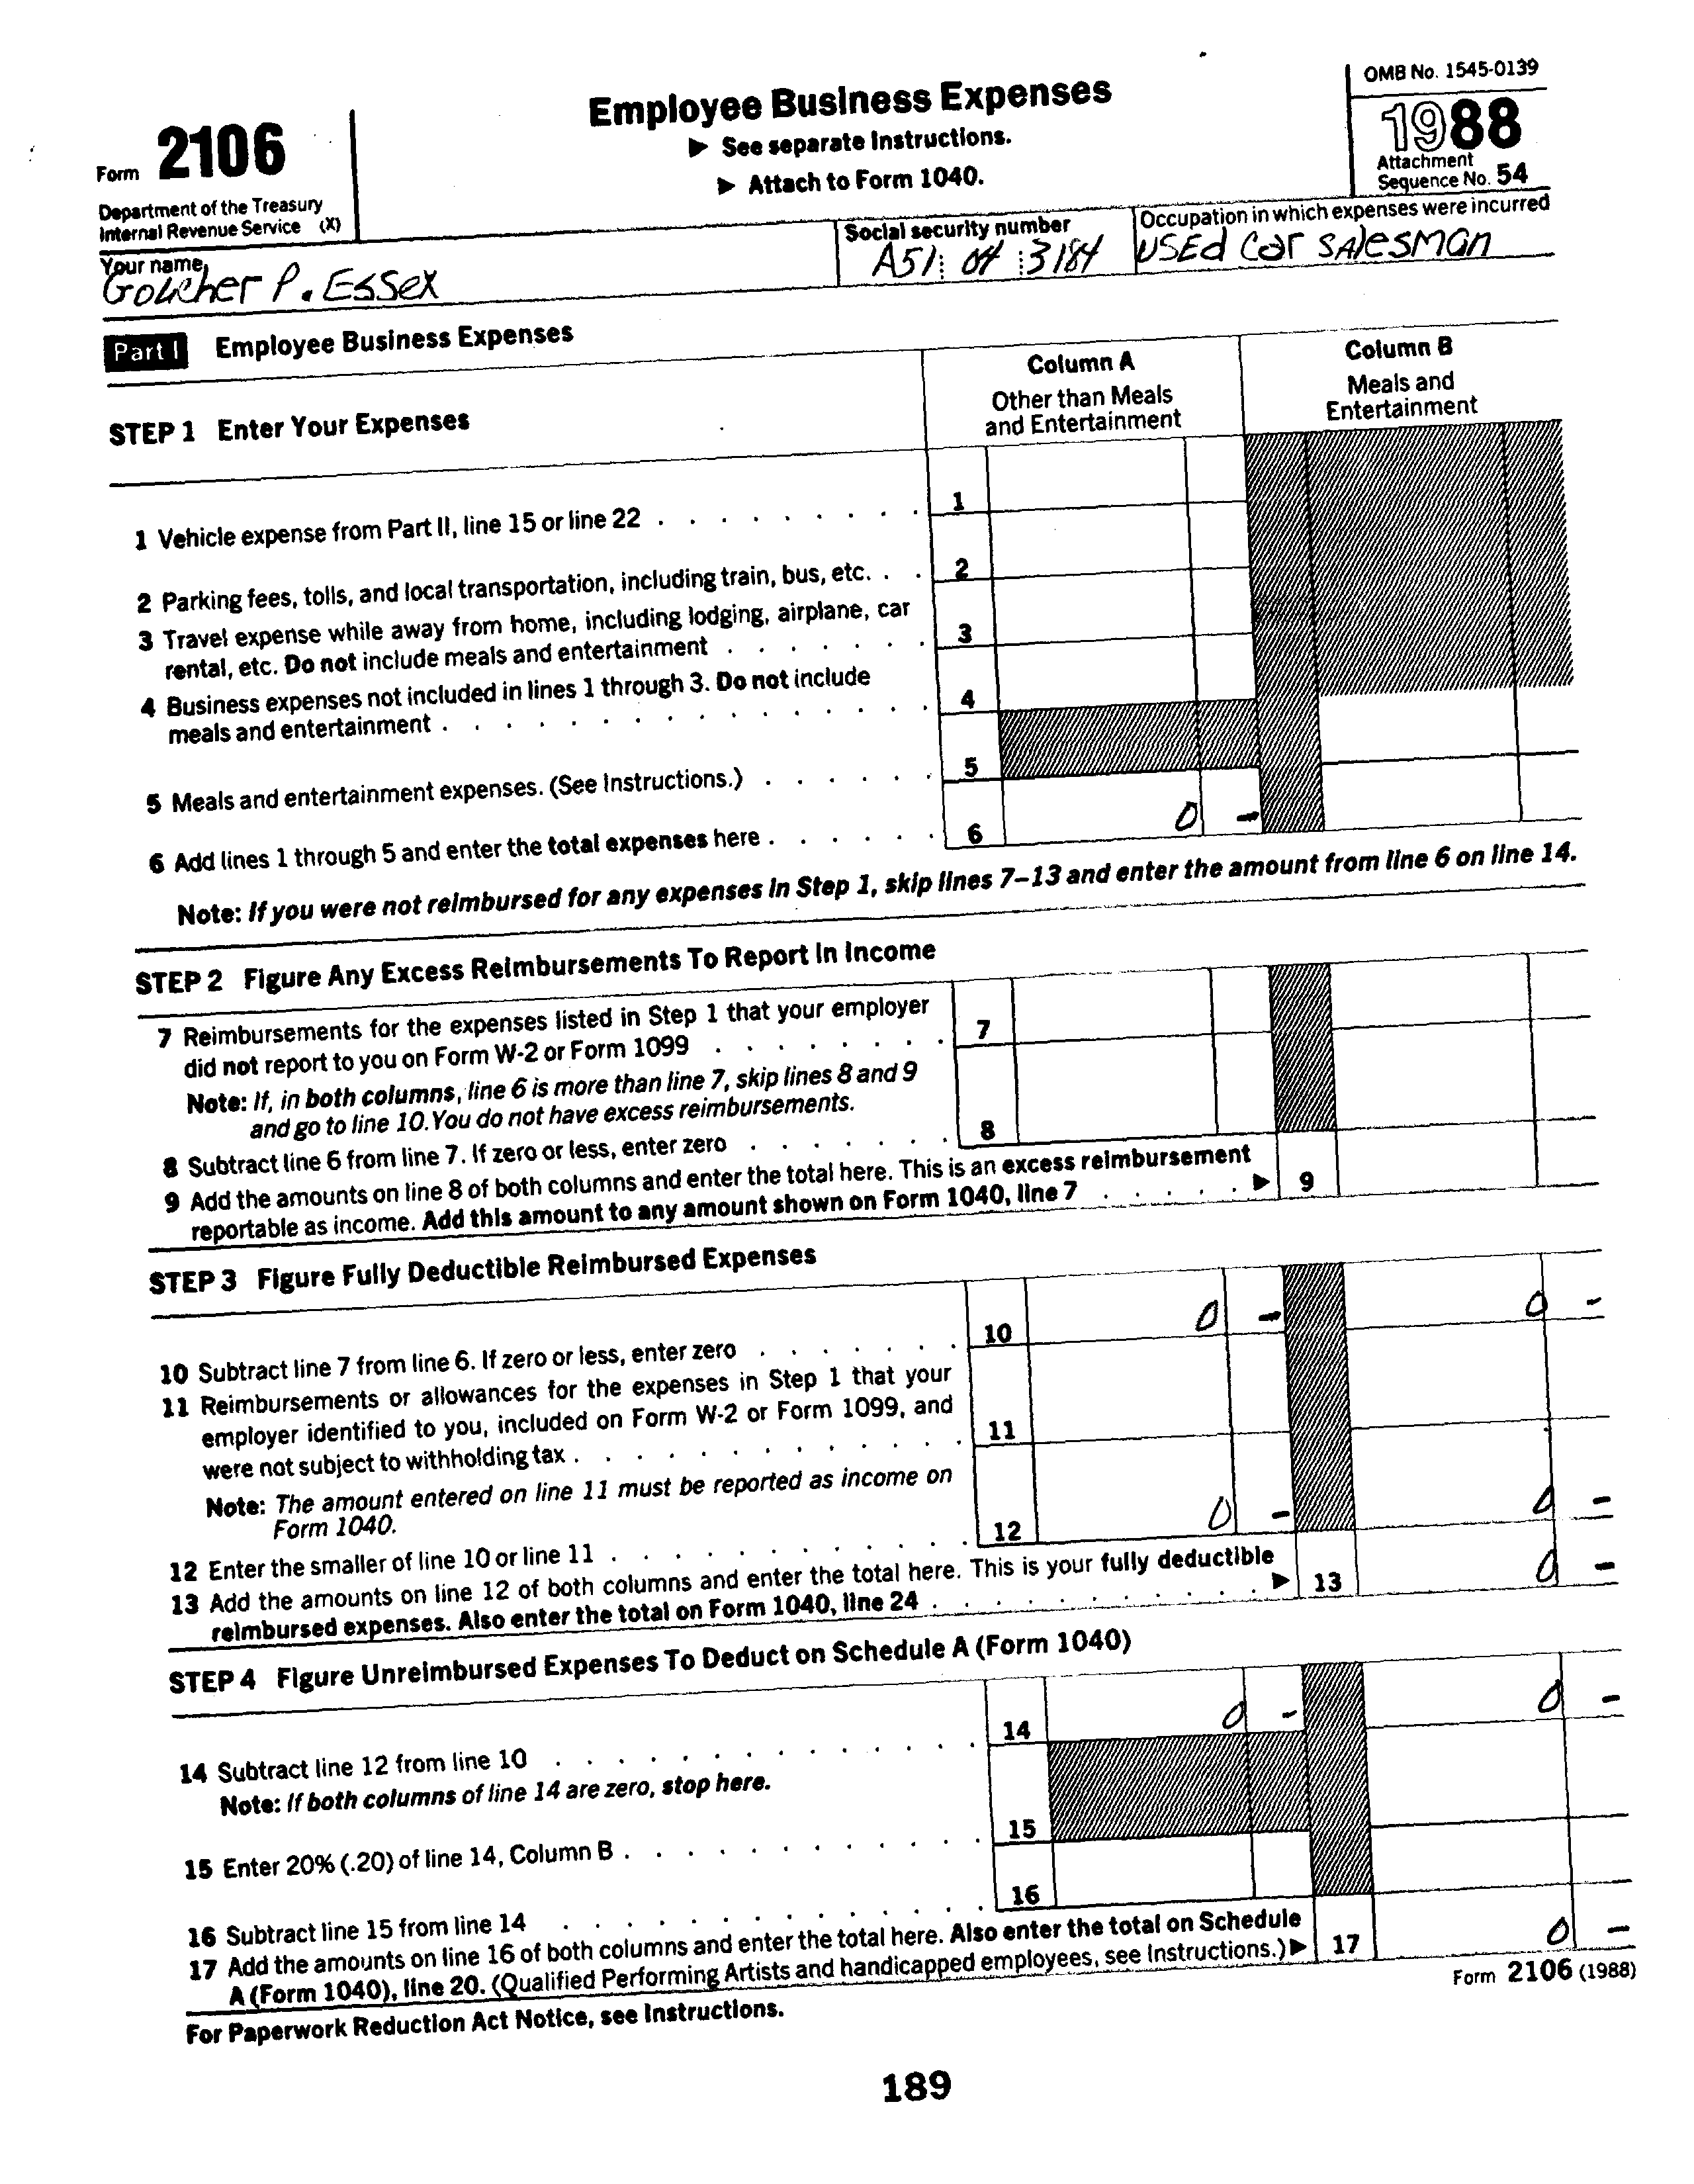 Form 2106
Department of the Treasury
Internal Revenue Service (X)
Employee Business Expenses
▶ See separate Instructions.
▶ Attach to Form 1040.
OMB No. 1545-0139
1988
Attachment
Sequence No. 54
Your name
Golcher P. Essex
Social security number
A51 04 3184
Occupation in which expenses were incurred
USEd Car SAlesman
Part I Employee Business Expenses
STEP 1 Enter Your Expenses
Column A
Other than Meals
and Entertainment
Column B
Meals and
Entertainment
1 Vehicle expense from Part II, line 15 or line 22 . . . . . . . . . 1
2 Parking fees, tolls, and local transportation, including train, bus, etc. . . 2
3 Travel expense while away from home, including lodging, airplane, car
rental, etc. Do not include meals and entertainment . . . . . . . 3
4 Business expenses not included in lines 1 through 3. Do not include
meals and entertainment . . . . . . . . . . . . . 4
5 Meals and entertainment expenses. (See Instructions.) . . . . . . 5
6 Add lines 1 through 5 and enter the total expenses here . . . . . . 6 0 -
Note: If you were not reimbursed for any expenses in Step 1, skip lines 7–13 and enter the amount from line 6 on line 14.
STEP 2 Figure Any Excess Reimbursements To Report In Income
7 Reimbursements for the expenses listed in Step 1 that your employer
did not report to you on Form W-2 or Form 1099 . . . . . . . . 7
Note: If, in both columns, line 6 is more than line 7, skip lines 8 and 9
and go to line 10. You do not have excess reimbursements.
8 Subtract line 6 from line 7. If zero or less, enter zero . . . . . . . 8
9 Add the amounts on line 8 of both columns and enter the total here. This is an excess reimbursement
reportable as income. Add this amount to any amount shown on Form 1040, line 7 . . . . . ▶ 9
STEP 3 Figure Fully Deductible Reimbursed Expenses
10 Subtract line 7 from line 6. If zero or less, enter zero . . . . . . . 10 0 - 0 -
11 Reimbursements or allowances for the expenses in Step 1 that your
employer identified to you, included on Form W-2 or Form 1099, and
were not subject to withholding tax . . . . . . . . . . . . 11
Note: The amount entered on line 11 must be reported as income on
Form 1040.
12 Enter the smaller of line 10 or line 11 . . . . . . . . . . . . 12 0 - 0 -
13 Add the amounts on line 12 of both columns and enter the total here. This is your fully deductible
reimbursed expenses. Also enter the total on Form 1040, line 24 . . . . . . . . . . . ▶ 13 0 -
STEP 4 Figure Unreimbursed Expenses To Deduct on Schedule A (Form 1040)
14 Subtract line 12 from line 10 . . . . . . . . . . . . . . 14 0 - 0 -
Note: If both columns of line 14 are zero, stop here.
15 Enter 20% (.20) of line 14, Column B . . . . . . . . . . . . 15
16 Subtract line 15 from line 14 . . . . . . . . . . . . . . 16
17 Add the amounts on line 16 of both columns and enter the total here. Also enter the total on Schedule
A (Form 1040), line 20. (Qualified Performing Artists and handicapped employees, see Instructions.) ▶ 17 0 -
For Paperwork Reduction Act Notice, see Instructions.
Form 2106 (1988)
189